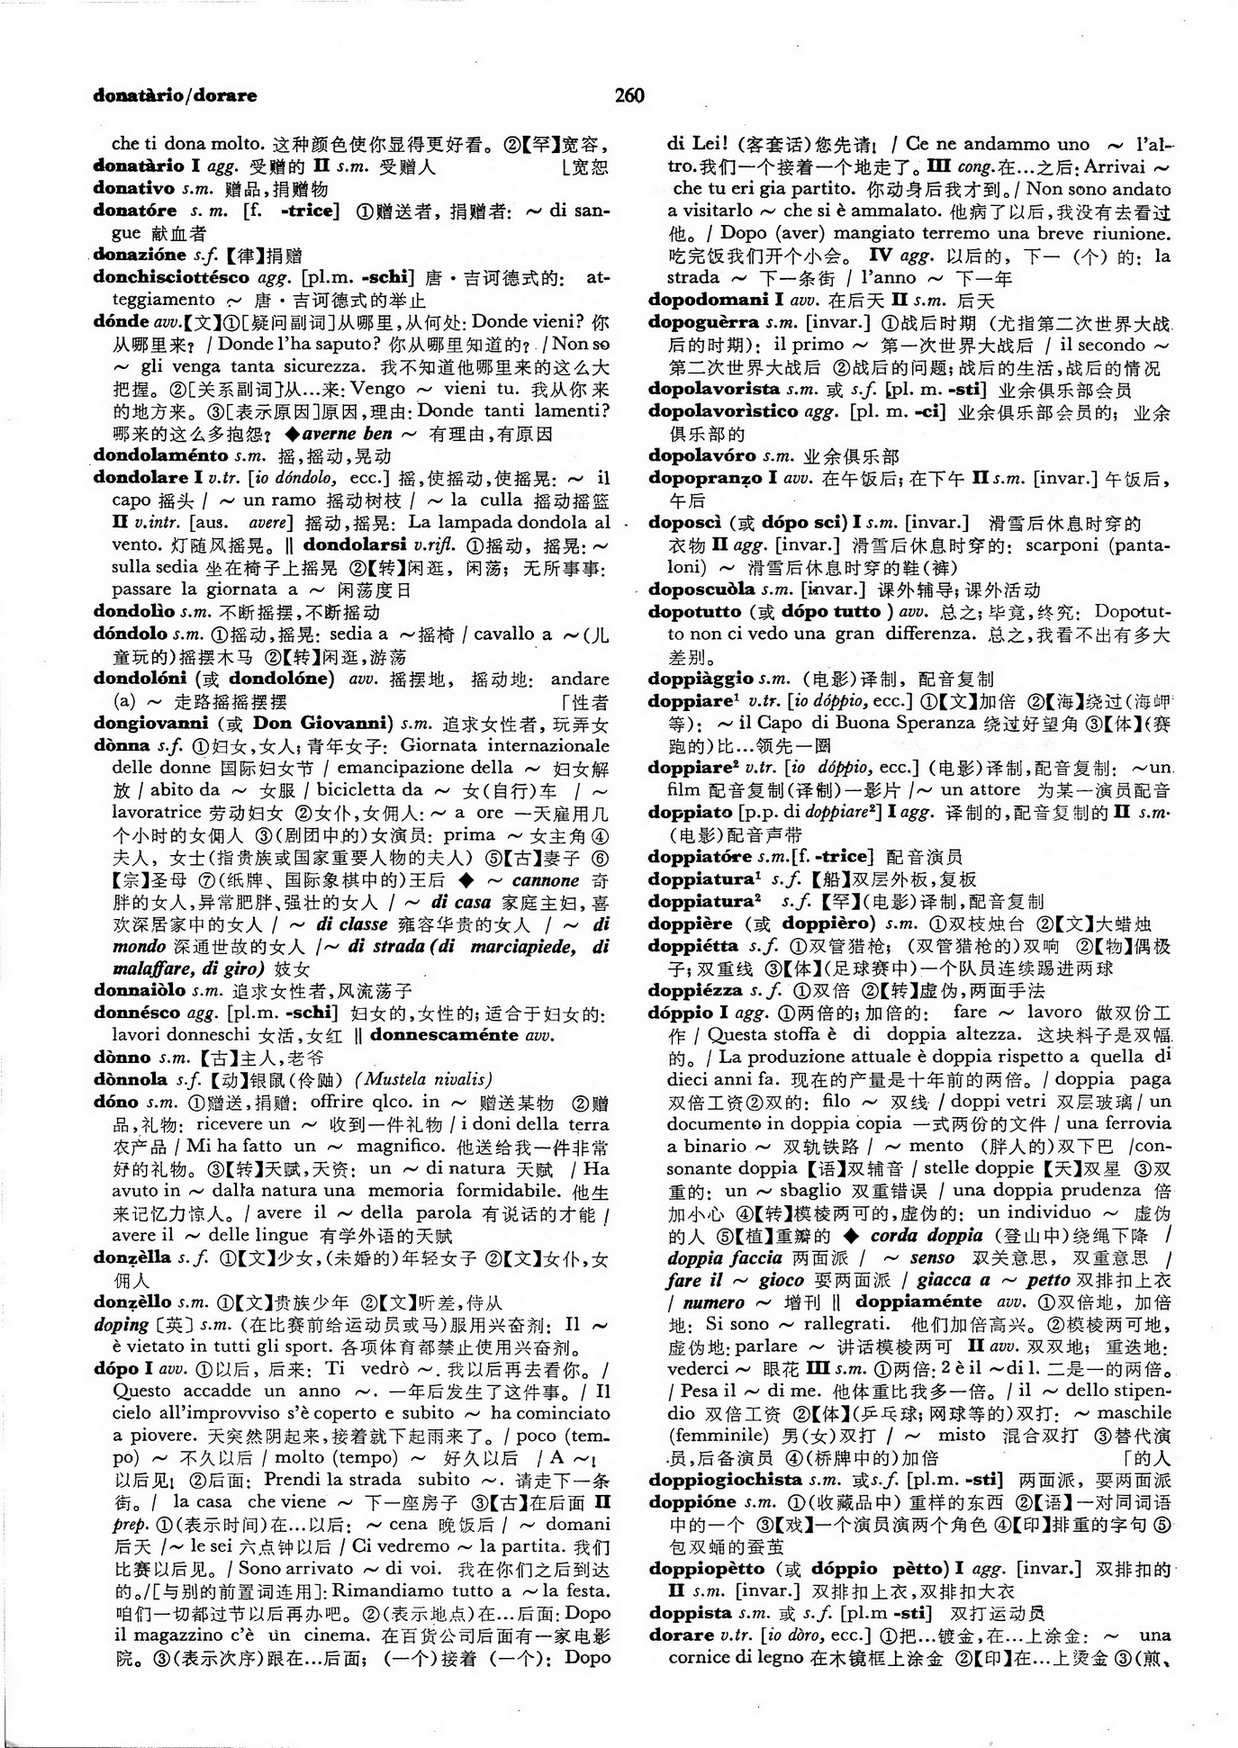 donatàrio/dorare
260
che ti dona molto. 这种颜色使你显得更好看。②【罕】宽容,
donatàrio I agg. 受赠的 II s.m. 受赠人 ⌊宽恕
donativo s.m. 赠品,捐赠物
donatóre s. m. [f. -trice] ①赠送者, 捐赠者: ~ di san-
gue 献血者
donazióne s.f. 【律】捐赠
donchisciottésco agg. [pl.m. -schi] 唐·吉诃德式的: at-
teggiamento ~ 唐·吉诃德式的举止
dónde avv.【文】①[疑问副词]从哪里,从何处: Donde vieni? 你
从哪里来? / Donde l'ha saputo? 你从哪里知道的? / Non so
~ gli venga tanta sicurezza. 我不知道他哪里来的这么大
把握。②[关系副词]从…来: Vengo ~ vieni tu. 我从你来
的地方来。③[表示原因]原因,理由: Donde tanti lamenti?
哪来的这么多抱怨? ◆averne ben ~ 有理由,有原因
dondolaménto s.m. 摇,摇动,晃动
dondolare I v.tr. [io dóndolo, ecc.] 摇,使摇动,使摇晃: ~ il
capo 摇头 / ~ un ramo 摇动树枝 / ~ la culla 摇动摇篮
II v.intr. [aus. avere] 摇动,摇晃: La lampada dondola al
vento. 灯随风摇晃。‖ dondolarsi v.rifl. ①摇动, 摇晃: ~
sulla sedia 坐在椅子上摇晃 ②【转】闲逛, 闲荡; 无所事事:
passare la giornata a ~ 闲荡度日
dondolìo s.m. 不断摇摆,不断摇动
dóndolo s.m. ①摇动,摇晃: sedia a ~摇椅 / cavallo a ~(儿
童玩的)摇摆木马 ②【转】闲逛,游荡
dondolóni (或 dondolóne) avv. 摇摆地, 摇动地: andare
(a) ~ 走路摇摇摆摆 ⌈性者
dongiovanni (或 Don Giovanni) s.m. 追求女性者, 玩弄女
dònna s.f. ①妇女,女人; 青年女子: Giornata internazionale
delle donne 国际妇女节 / emancipazione della ~ 妇女解
放 / abito da ~ 女服 / bicicletta da ~ 女(自行)车 / ~
lavoratrice 劳动妇女 ②女仆,女佣人: ~ a ore 一天雇用几
个小时的女佣人 ③(剧团中的)女演员: prima ~ 女主角 ④
夫人, 女士(指贵族或国家重要人物的夫人) ⑤【古】妻子 ⑥
【宗】圣母 ⑦(纸牌、国际象棋中的)王后 ◆ ~ cannone 奇
胖的女人,异常肥胖、强壮的女人 / ~ di casa 家庭主妇, 喜
欢深居家中的女人 / ~ di classe 雍容华贵的女人 / ~ di
mondo 深通世故的女人 /~ di strada (di marciapiede, di
malaffare, di giro) 妓女
donnaiòlo s.m. 追求女性者,风流荡子
donnésco agg. [pl.m. -schi] 妇女的,女性的; 适合于妇女的:
lavori donneschi 女活,女红 ‖ donnescaménte avv.
dònno s.m. 【古】主人,老爷
dònnola s.f. 【动】银鼠(伶鼬) (Mustela nivalis)
dóno s.m. ①赠送,捐赠: offrire qlco. in ~ 赠送某物 ②赠
品,礼物: ricevere un ~ 收到一件礼物 / i doni della terra
农产品 / Mi ha fatto un ~ magnifico. 他送给我一件非常
好的礼物。③【转】天赋,天资: un ~ di natura 天赋 / Ha
avuto in ~ dalla natura una memoria formidabile. 他生
来记忆力惊人。/ avere il ~ della parola 有说话的才能 /
avere il ~ delle lingue 有学外语的天赋
donẓèlla s.f. ①【文】少女,(未婚的)年轻女子 ②【文】女仆,女
佣人
donẓèllo s.m. ①【文】贵族少年 ②【文】听差,侍从
doping [英] s.m. (在比赛前给运动员或马)服用兴奋剂: Il ~
è vietato in tutti gli sport. 各项体育都禁止使用兴奋剂。
dópo I avv. ①以后, 后来: Ti vedrò ~. 我以后再去看你。/
Questo accadde un anno ~. 一年后发生了这件事。/ Il
cielo all'improvviso s'è coperto e subito ~ ha cominciato
a piovere. 天突然阴起来,接着就下起雨来了。/ poco (tem-
po) ~ 不久以后 / molto (tempo) ~ 好久以后 / A ~!
以后见! ②后面: Prendi la strada subito ~. 请走下一条
街。/ la casa che viene ~ 下一座房子 ③【古】在后面 II
prep. ①(表示时间)在…以后: ~ cena 晚饭后 / ~ domani
后天 /~ le sei 六点钟以后 / Ci vedremo ~ la partita. 我们
比赛以后见。/ Sono arrivato ~ di voi. 我在你们之后到达
的。/[与别的前置词连用]: Rimandiamo tutto a ~la festa.
咱们一切都过节以后再办吧。②(表示地点)在…后面: Dopo
il magazzino c'è un cinema. 在百货公司后面有一家电影
院。③(表示次序)跟在…后面; (一个)接着 (一个): Dopo
di Lei! (客套话)您先请! / Ce ne andammo uno ~ l'al-
tro.我们一个接着一个地走了。III cong.在…之后: Arrivai ~
che tu eri gia partito. 你动身后我才到。/ Non sono andato
a visitarlo ~ che si è ammalato. 他病了以后,我没有去看过
他。/ Dopo (aver) mangiato terremo una breve riunione.
吃完饭我们开个小会。 IV agg. 以后的, 下一 (个) 的: la
strada ~ 下一条街 / l'anno ~ 下一年
dopodomani I avv. 在后天 II s.m. 后天
dopoguèrra s.m. [invar.] ①战后时期 (尤指第二次世界大战
后的时期): il primo ~ 第一次世界大战后 / il secondo ~
第二次世界大战后 ②战后的问题;战后的生活,战后的情况
dopolavorista s.m. 或 s.f. [pl. m. -sti] 业余俱乐部会员
dopolavorìstico agg. [pl. m. -ci] 业余俱乐部会员的; 业余
俱乐部的
dopolavóro s.m. 业余俱乐部
dopopranẓo I avv. 在午饭后; 在下午 II s.m. [invar.] 午饭后,
午后
doposcì (或 dópo sci) I s.m. [invar.] 滑雪后休息时穿的
衣物 II agg. [invar.] 滑雪后休息时穿的: scarponi (panta-
loni) ~ 滑雪后休息时穿的鞋(裤)
doposcuòla s.m. [invar.] 课外辅导; 课外活动
dopotutto (或 dópo tutto ) avv. 总之; 毕竟,终究: Dopotut-
to non ci vedo una gran differenza. 总之,我看不出有多大
差别。
doppiàggio s.m. (电影)译制, 配音复制
doppiare¹ v.tr. [io dóppio, ecc.] ①【文】加倍 ②【海】绕过(海岬
等): ~ il Capo di Buona Speranza 绕过好望角 ③【体】(赛
跑的)比…领先一圈
doppiare² v.tr. [io dóppio, ecc.] (电影)译制,配音复制: ~un
film 配音复制(译制)一影片 /~ un attore 为某一演员配音
doppiato [p.p. di doppiare²] I agg. 译制的,配音复制的 II s.m.
(电影)配音声带
doppiatóre s.m.[f. -trice] 配音演员
doppiatura¹ s.f. 【船】双层外板,复板
doppiatura² s.f. 【罕】(电影)译制,配音复制
doppière (或 doppièro) s.m. ①双枝烛台 ②【文】大蜡烛
doppiétta s.f. ①双管猎枪; (双管猎枪的)双响 ②【物】偶极
子; 双重线 ③【体】(足球赛中)一个队员连续踢进两球
doppiézza s.f. ①双倍 ②【转】虚伪,两面手法
dóppio I agg. ①两倍的; 加倍的: fare ~ lavoro 做双份工
作 / Questa stoffa è di doppia altezza. 这块料子是双幅
的。/ La produzione attuale è doppia rispetto a quella di
dieci anni fa. 现在的产量是十年前的两倍。/ doppia paga
双倍工资②双的: filo ~ 双线 / doppi vetri 双层玻璃 / un
documento in doppia copia 一式两份的文件 / una ferrovia
a binario ~ 双轨铁路 / ~ mento (胖人的)双下巴 /con-
sonante doppia 【语】双辅音 / stelle doppie 【天】双星 ③双
重的: un ~ sbaglio 双重错误 / una doppia prudenza 倍
加小心 ④【转】模棱两可的,虚伪的: un individuo ~ 虚伪
的人 ⑤【植】重瓣的 ◆ corda doppia (登山中)绕绳下降 /
doppia faccia 两面派 / ~ senso 双关意思, 双重意思 /
fare il ~ gioco 耍两面派 / giacca a ~ petto 双排扣上衣
/ numero ~ 增刊 ‖ doppiaménte avv. ①双倍地, 加倍
地: Si sono ~ rallegrati. 他们加倍高兴。②模棱两可地,
虚伪地: parlare ~ 讲话模棱两可 II avv. 双双地; 重迭地:
vederci ~ 眼花 III s.m. ①两倍: 2 è il ~di 1. 二是一的两倍。
/ Pesa il ~ di me. 他体重比我多一倍。/ il ~ dello stipen-
dio 双倍工资 ②【体】(乒乓球; 网球等的)双打: ~ maschile
(femminile) 男(女)双打 / ~ misto 混合双打 ③替代演
员,后备演员 ④(桥牌中的)加倍 ⌈的人
doppiogiochista s.m. 或s.f. [pl.m. -sti] 两面派, 耍两面派
doppióne s.m. ①(收藏品中) 重样的东西 ②【语】一对同词语
中的一个 ③【戏】一个演员演两个角色 ④【印】排重的字句 ⑤
包双蛹的蚕茧
doppiopètto (或 dóppio pètto) I agg. [invar.] 双排扣的
II s.m. [invar.] 双排扣上衣,双排扣大衣
doppista s.m. 或 s.f. [pl.m -sti] 双打运动员
dorare v.tr. [io dòro, ecc.] ①把…镀金,在…上涂金: ~ una
cornice di legno 在木镜框上涂金 ②【印】在…上烫金 ③(煎、